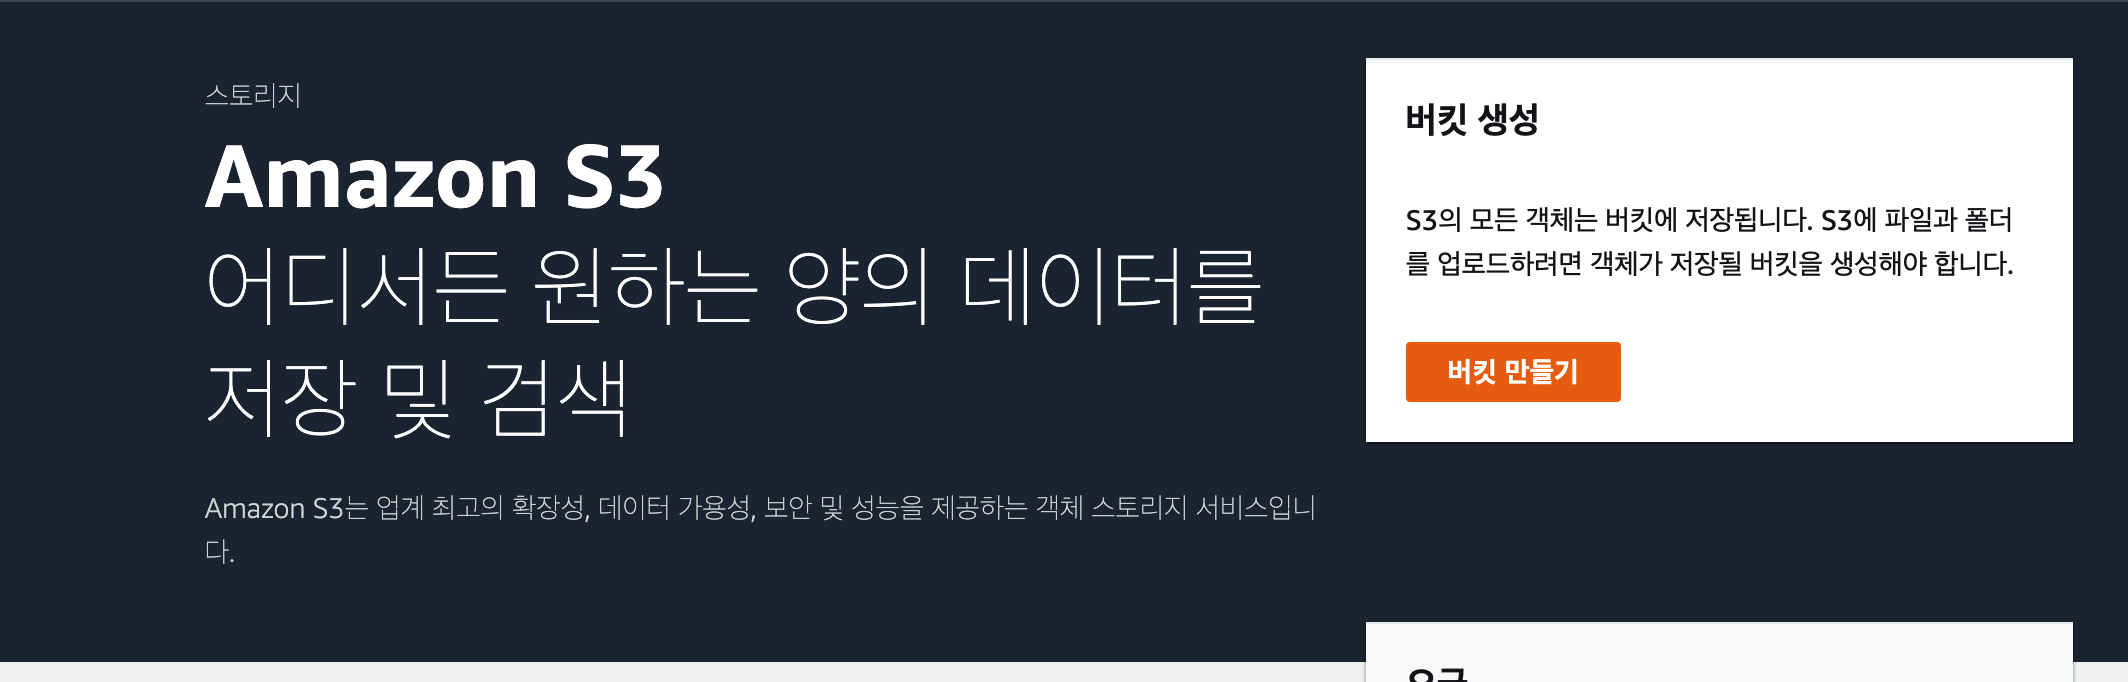 스토리지
Amazon S3
어디서든 원하는 양의 데이터를
저장 및 검색
Amazon S3는 업계 최고의 확장성, 데이터 가용성, 보안 및 성능을 제공하는 객체 스토리지 서비스입니
다.
버킷 생성
S3의 모든 객체는 버킷에 저장됩니다. S3에 파일과 폴더
를 업로드하려면 객체가 저장될 버킷을 생성해야 합니다.
버킷 만들기